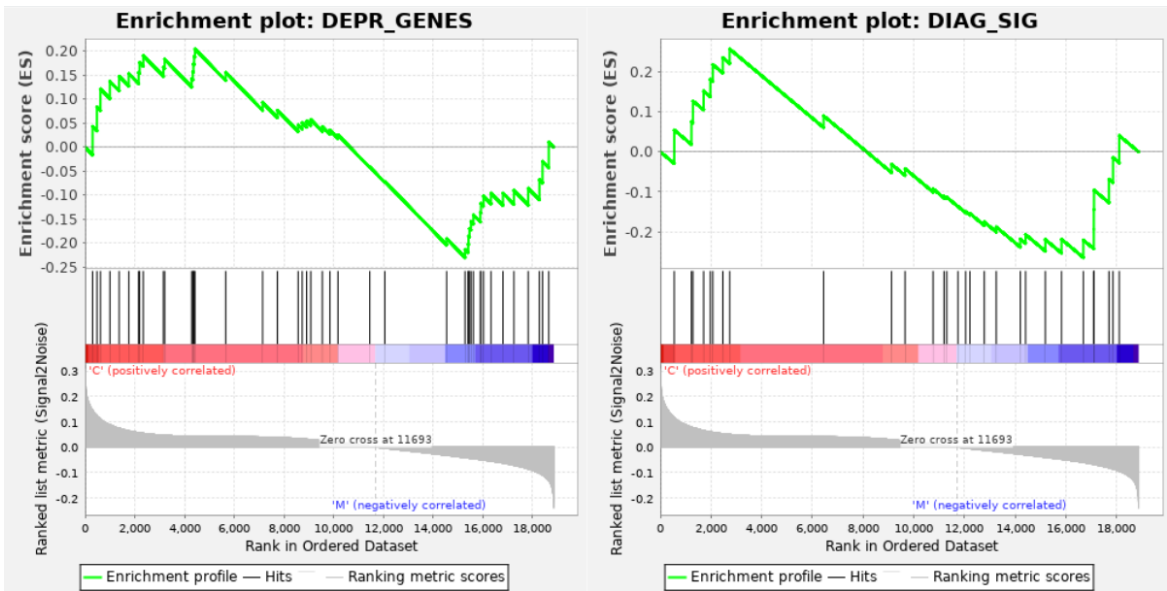 Enrichment plot: DEPR_GENES
Enrichment score (ES)
0.20
0.15
0.10
0.05
0.00
-0.05
-0.10
-0.15
-0.20
-0.25
Ranked list metric (Signal2Noise)
0.3
0.2
0.1
0.0
-0.1
-0.2
'C' (positively correlated)
Zero cross at 11693
'M' (negatively correlated)
0 2,000 4,000 6,000 8,000 10,000 12,000 14,000 16,000 18,000
Rank in Ordered Dataset
Enrichment profile Hits Ranking metric scores
Enrichment plot: DIAG_SIG
Enrichment score (ES)
0.2
0.1
0.0
-0.1
-0.2
Ranked list metric (Signal2Noise)
0.3
0.2
0.1
0.0
-0.1
-0.2
'C' (positively correlated)
Zero cross at 11693
'M' (negatively correlated)
0 2,000 4,000 6,000 8,000 10,000 12,000 14,000 16,000 18,000
Rank in Ordered Dataset
Enrichment profile Hits Ranking metric scores